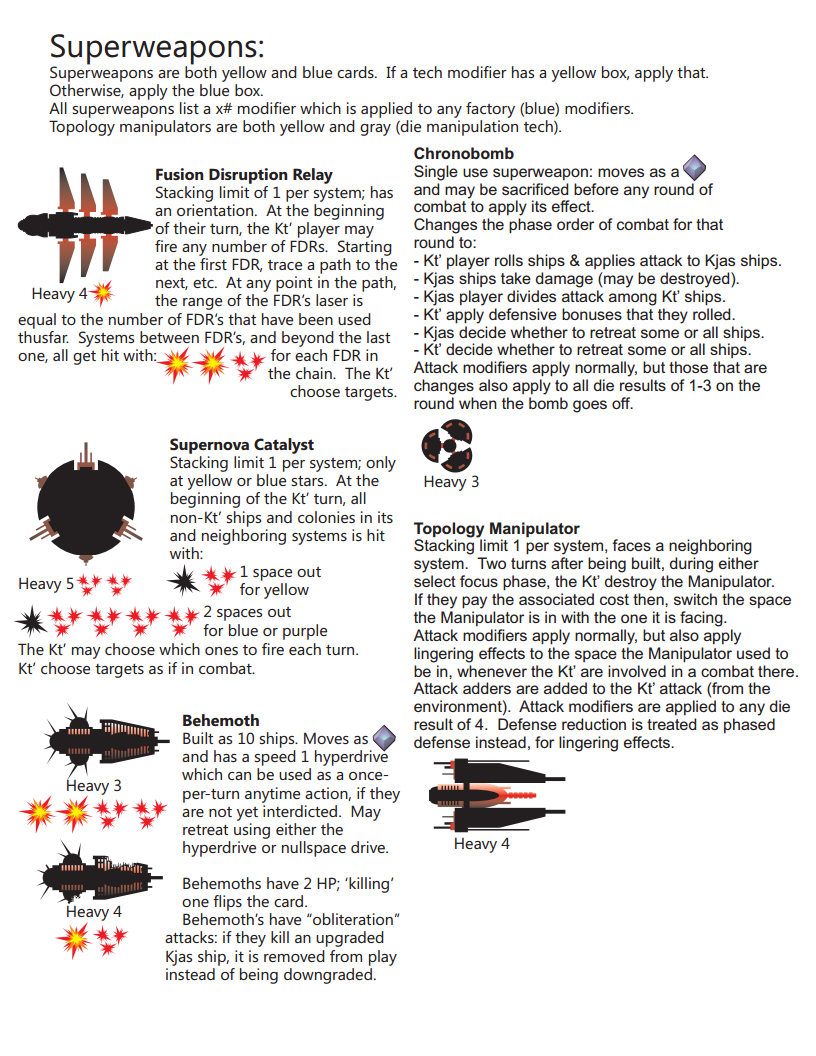 Superweapons:
Superweapons are both yellow and blue cards.  If a tech modifier has a yellow box, apply that.
Otherwise, apply the blue box.
All superweapons list a x# modifier which is applied to any factory (blue) modifiers.
Topology manipulators are both yellow and gray (die manipulation tech).
Fusion Disruption Relay
Stacking limit of 1 per system; has
an orientation.  At the beginning
of their turn, the Kt’ player may
fire any number of FDRs.  Starting
at the first FDR, trace a path to the
next, etc.  At any point in the path,
the range of the FDR’s laser is
Heavy 4
equal to the number of FDR’s that have been used
thusfar.  Systems between FDR’s, and beyond the last
one, all get hit with:
for each FDR in
the chain.  The Kt’
choose targets.
Supernova Catalyst
Stacking limit 1 per system; only
at yellow or blue stars.  At the
beginning of the Kt’ turn, all
non-Kt’ ships and colonies in its
and neighboring systems is hit
with:
Heavy 5
1 space out
for yellow
2 spaces out
for blue or purple
The Kt’ may choose which ones to fire each turn.
Kt’ choose targets as if in combat.
Behemoth
Built as 10 ships.  Moves as
and has a speed 1 hyperdrive
which can be used as a once-
per-turn anytime action, if they
are not yet interdicted.  May
retreat using either the
hyperdrive or nullspace drive.
Heavy 3
Behemoths have 2 HP; ‘killing’
one flips the card.
Behemoth’s have “obliteration“
attacks: if they kill an upgraded
Kjas ship, it is removed from play
instead of being downgraded.
Heavy 4
Chronobomb
Single use superweapon: moves as a
and may be sacrificed before any round of
combat to apply its effect.
Changes the phase order of combat for that
round to:
- Kt’ player rolls ships & applies attack to Kjas ships.
- Kjas ships take damage (may be destroyed).
- Kjas player divides attack among Kt’ ships.
- Kt’ apply defensive bonuses that they rolled.
- Kjas decide whether to retreat some or all ships.
- Kt’ decide whether to retreat some or all ships.
Attack modifiers apply normally, but those that are
changes also apply to all die results of 1-3 on the
round when the bomb goes off.
Heavy 3
Topology Manipulator
Stacking limit 1 per system, faces a neighboring
system.  Two turns after being built, during either
select focus phase, the Kt’ destroy the Manipulator.
If they pay the associated cost then, switch the space
the Manipulator is in with the one it is facing.
Attack modifiers apply normally, but also apply
lingering effects to the space the Manipulator used to
be in, whenever the Kt’ are involved in a combat there.
Attack adders are added to the Kt’ attack (from the
environment).  Attack modifiers are applied to any die
result of 4.  Defense reduction is treated as phased
defense instead, for lingering effects.
Heavy 4